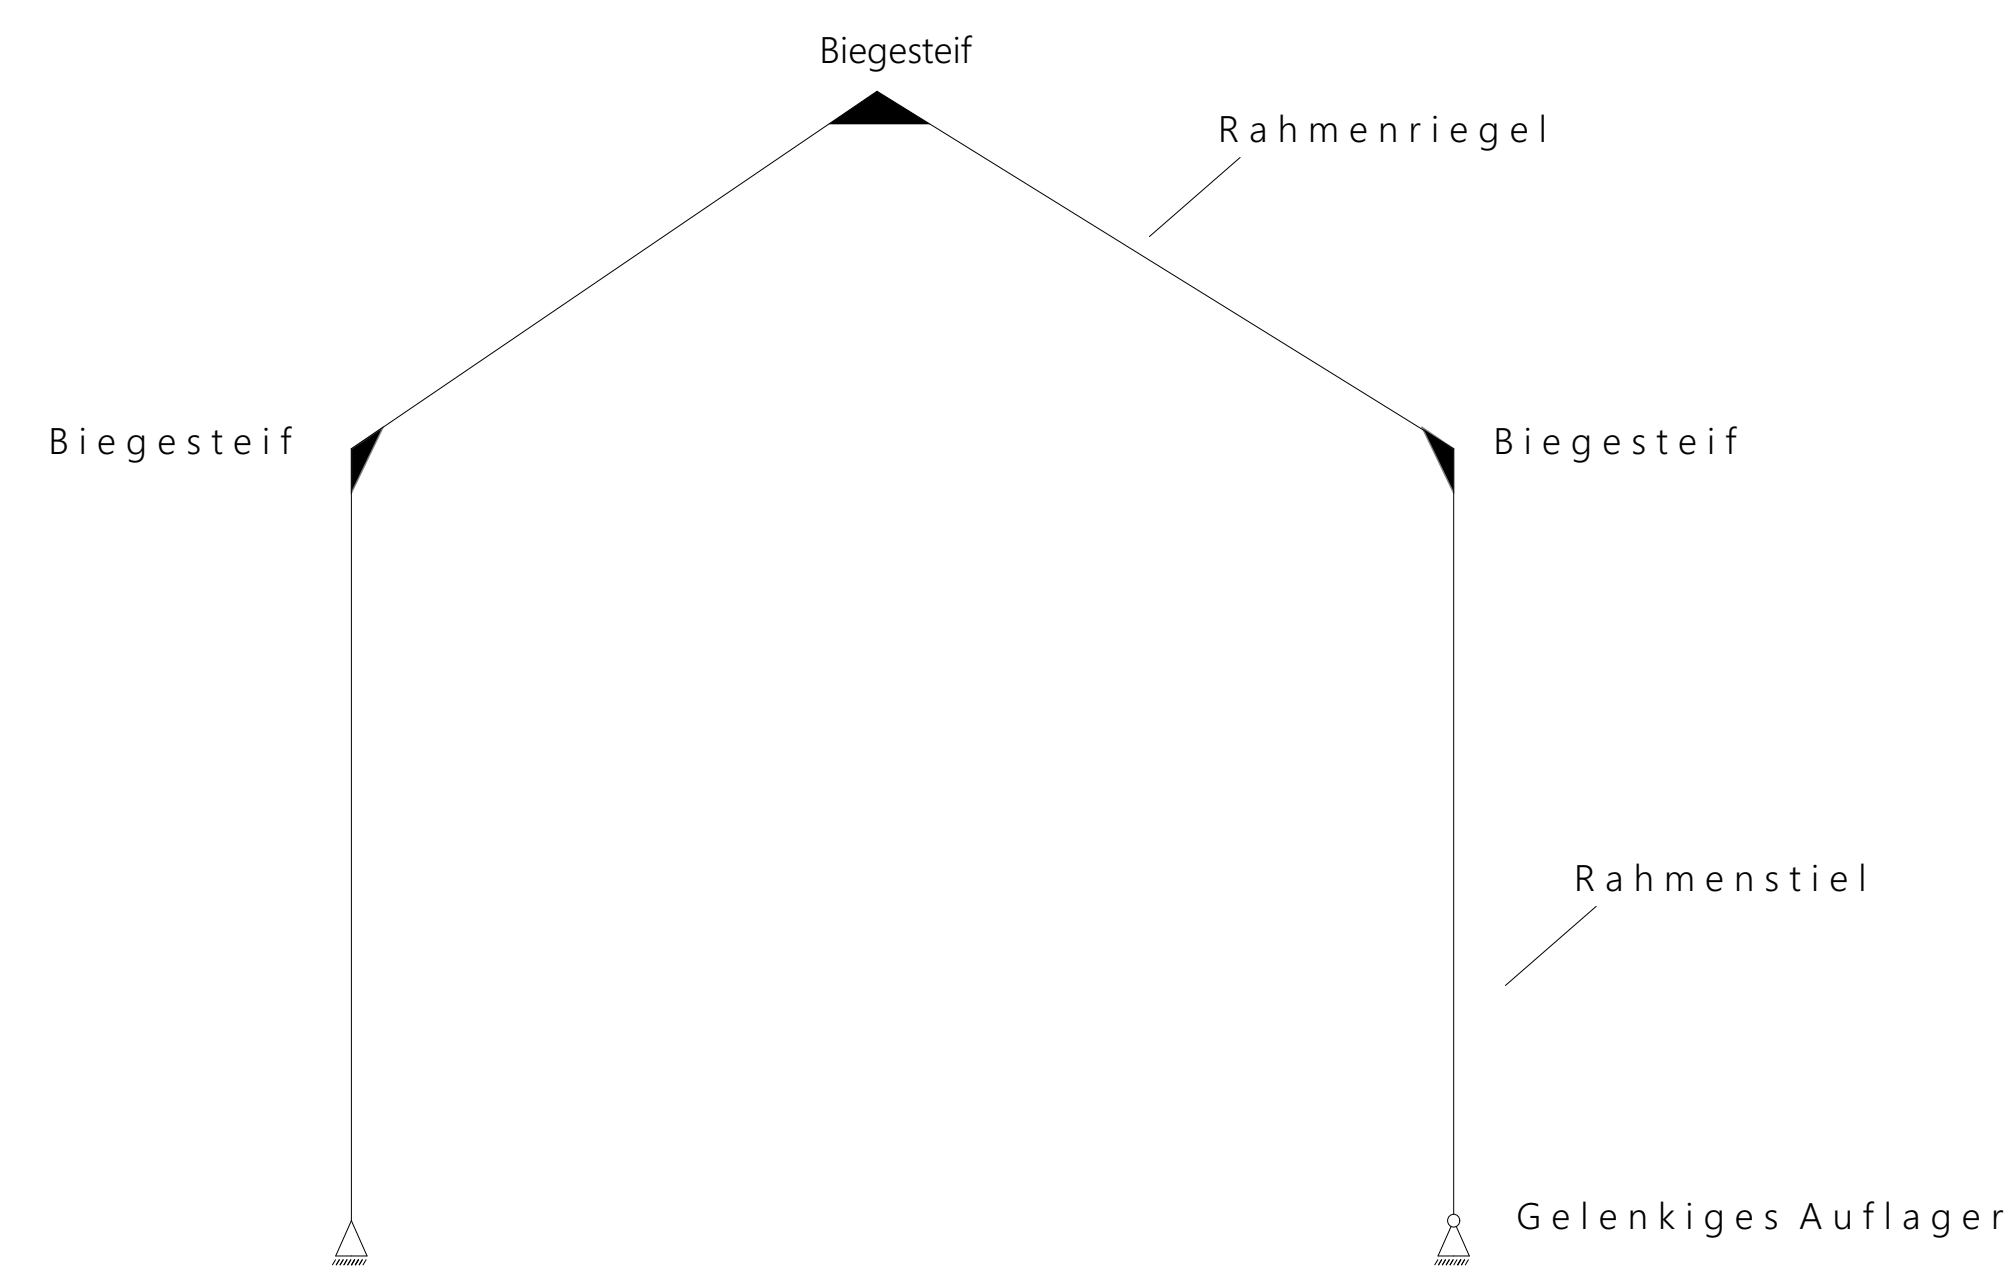 Biegesteif
Rahmenriegel
Biegesteif
Biegesteif
Rahmenstiel
Gelenkiges Auflager